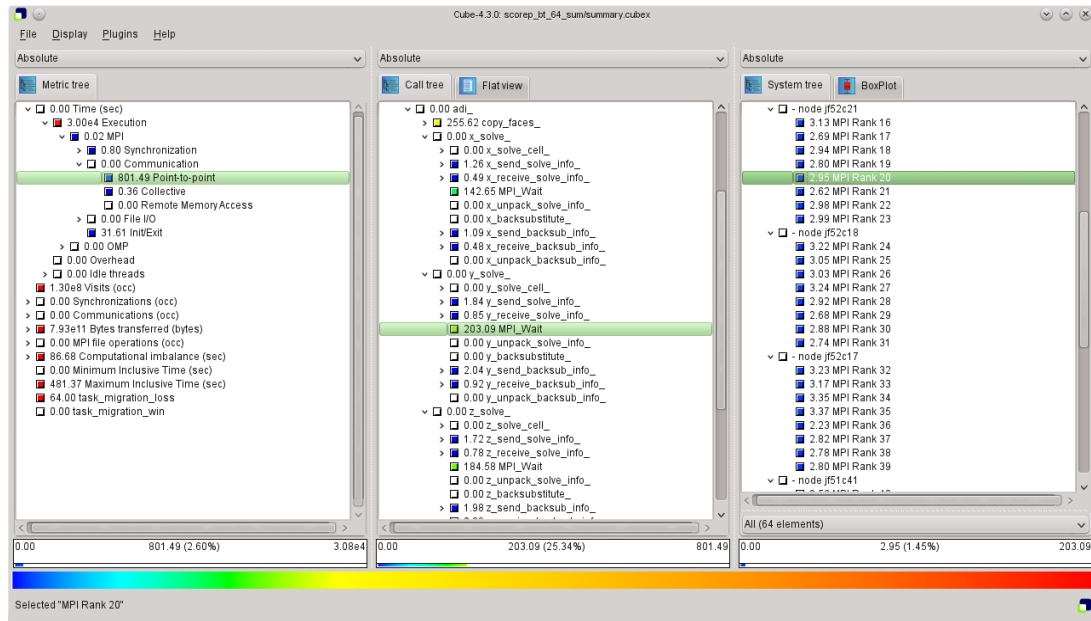 Cube-4.3.0: scorep_bt_64_sum/summary.cubex
File Display Plugins Help
Absolute
Metric tree
0.00 Time (sec)
3.00e4 Execution
0.02 MPI
0.80 Synchronization
0.00 Communication
801.49 Point-to-point
0.36 Collective
0.00 Remote Memory Access
0.00 File I/O
31.61 Init/Exit
0.00 OMP
0.00 Overhead
0.00 Idle threads
1.30e8 Visits (occ)
0.00 Synchronizations (occ)
0.00 Communications (occ)
7.93e11 Bytes transferred (bytes)
0.00 MPI file operations (occ)
86.68 Computational imbalance (sec)
0.00 Minimum Inclusive Time (sec)
481.37 Maximum Inclusive Time (sec)
64.00 task_migration_loss
0.00 task_migration_win
0.00 801.49 (2.60%) 3.08e4
Absolute
Call tree Flat view
0.00 adi_
255.62 copy_faces_
0.00 x_solve_
0.00 x_solve_cell_
1.26 x_send_solve_info_
0.49 x_receive_solve_info_
142.65 MPI_Wait
0.00 x_unpack_solve_info_
0.00 x_backsubstitute_
1.09 x_send_backsub_info_
0.48 x_receive_backsub_info_
0.00 x_unpack_backsub_info_
0.00 y_solve_
0.00 y_solve_cell_
1.84 y_send_solve_info_
0.85 y_receive_solve_info_
203.09 MPI_Wait
0.00 y_unpack_solve_info_
0.00 y_backsubstitute_
2.04 y_send_backsub_info_
0.92 y_receive_backsub_info_
0.00 y_unpack_backsub_info_
0.00 z_solve_
0.00 z_solve_cell_
1.72 z_send_solve_info_
0.78 z_receive_solve_info_
184.58 MPI_Wait
0.00 z_unpack_solve_info_
0.00 z_backsubstitute_
1.98 z_send_backsub_info_
0.00 203.09 (25.34%) 801.49
Absolute
System tree BoxPlot
- node jf52c21
3.13 MPI Rank 16
2.69 MPI Rank 17
2.94 MPI Rank 18
2.80 MPI Rank 19
2.95 MPI Rank 20
2.62 MPI Rank 21
2.98 MPI Rank 22
2.99 MPI Rank 23
- node jf52c18
3.22 MPI Rank 24
3.05 MPI Rank 25
3.03 MPI Rank 26
3.24 MPI Rank 27
2.92 MPI Rank 28
2.68 MPI Rank 29
2.88 MPI Rank 30
2.74 MPI Rank 31
- node jf52c17
3.23 MPI Rank 32
3.17 MPI Rank 33
3.35 MPI Rank 34
3.37 MPI Rank 35
2.23 MPI Rank 36
2.82 MPI Rank 37
2.78 MPI Rank 38
2.80 MPI Rank 39
- node jf51c41
All (64 elements)
0.00 2.95 (1.45%) 203.09
Selected "MPI Rank 20"